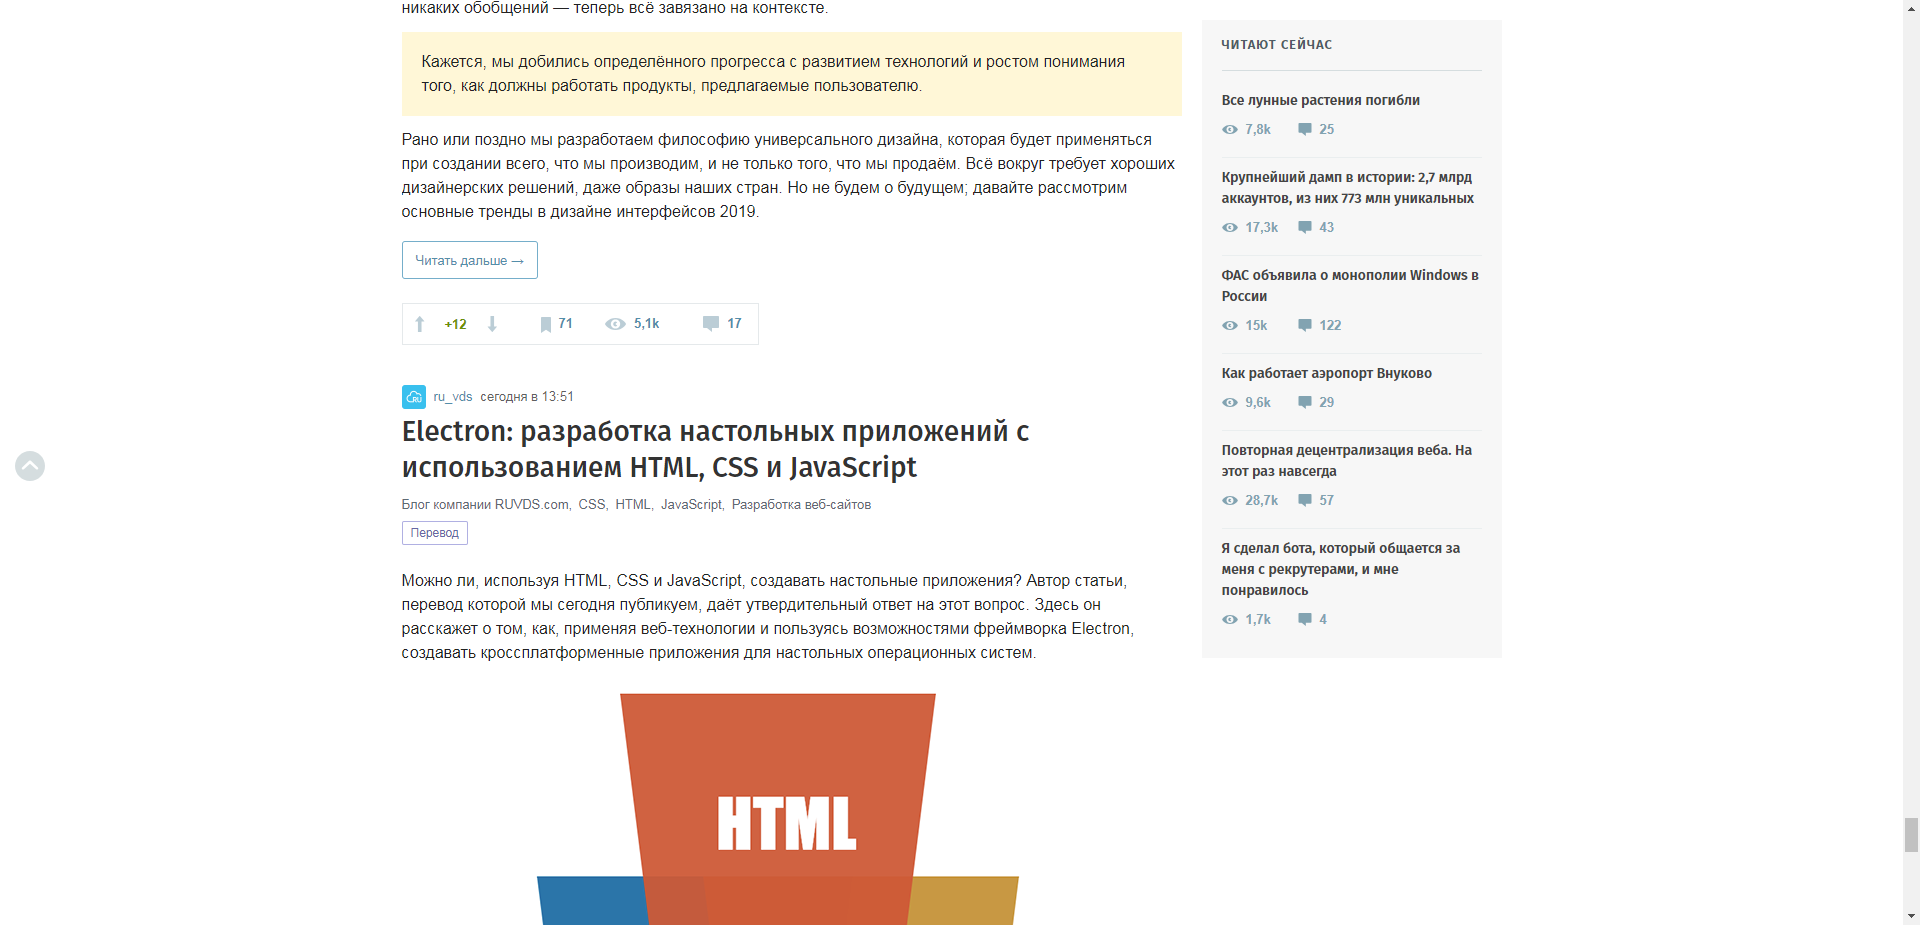 никаких обобщений — теперь всё завязано на контексте.
Кажется, мы добились определённого прогресса с развитием технологий и ростом понимания
того, как должны работать продукты, предлагаемые пользователю.
Рано или поздно мы разработаем философию универсального дизайна, которая будет применяться
при создании всего, что мы производим, и не только того, что мы продаём. Всё вокруг требует хороших
дизайнерских решений, даже образы наших стран. Но не будем о будущем; давайте рассмотрим
основные тренды в дизайне интерфейсов 2019.
Читать дальше →
+12 71 5,1k 17
RU
ru_vds сегодня в 13:51
Electron: разработка настольных приложений с
использованием HTML, CSS и JavaScript
Блог компании RUVDS.com, CSS, HTML, JavaScript, Разработка веб-сайтов
Перевод
Можно ли, используя HTML, CSS и JavaScript, создавать настольные приложения? Автор статьи,
перевод которой мы сегодня публикуем, даёт утвердительный ответ на этот вопрос. Здесь он
расскажет о том, как, применяя веб-технологии и пользуясь возможностями фреймворка Electron,
создавать кроссплатформенные приложения для настольных операционных систем.
HTML
ЧИТАЮТ СЕЙЧАС
Все лунные растения погибли
7,8k 25
Крупнейший дамп в истории: 2,7 млрд
аккаунтов, из них 773 млн уникальных
17,3k 43
ФАС объявила о монополии Windows в
России
15k 122
Как работает аэропорт Внуково
9,6k 29
Повторная децентрализация веба. На
этот раз навсегда
28,7k 57
Я сделал бота, который общается за
меня с рекрутерами, и мне
понравилось
1,7k 4